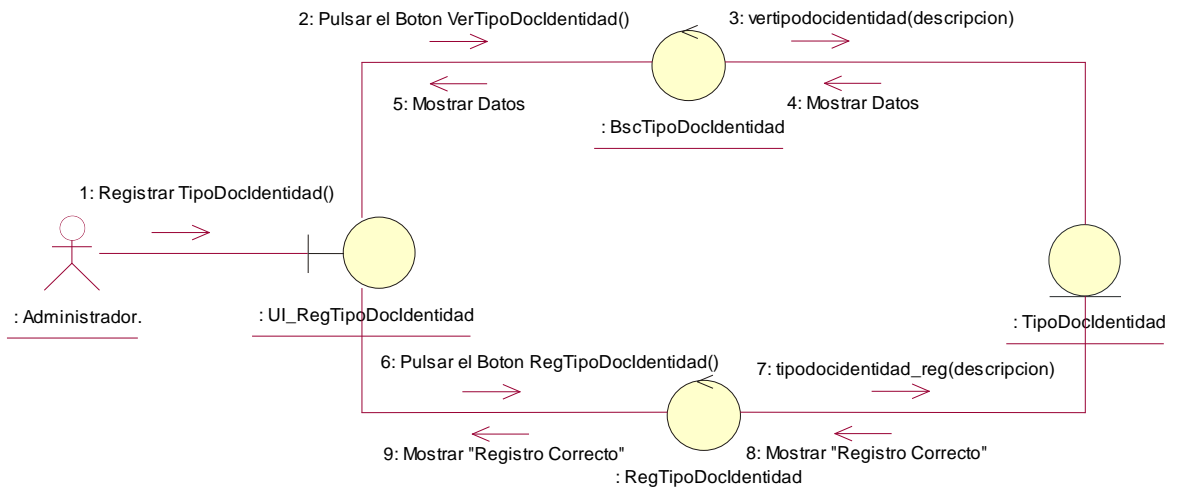 2: Pulsar el Boton VerTipoDocIdentidad()
3: vertipodocidentidad(descripcion)
5: Mostrar Datos
4: Mostrar Datos
: BscTipoDocIdentidad
1: Registrar TipoDocIdentidad()
: Administrador.
: UI_RegTipoDocIdentidad
: TipoDocIdentidad
6: Pulsar el Boton RegTipoDocIdentidad()
7: tipodocidentidad_reg(descripcion)
9: Mostrar "Registro Correcto"
8: Mostrar "Registro Correcto"
: RegTipoDocIdentidad